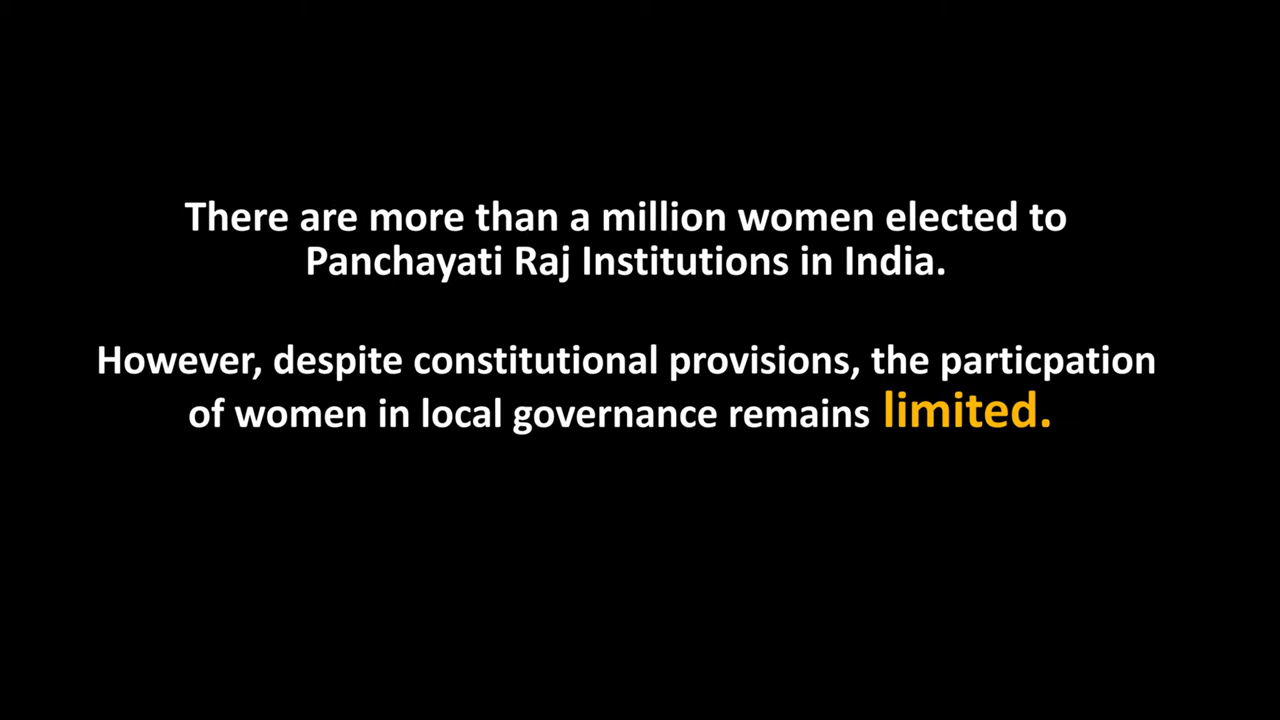 There are more than a million women elected to
Panchayati Raj Institutions in India.
However, despite constitutional provisions, the particpation
of women in local governance remains limited.